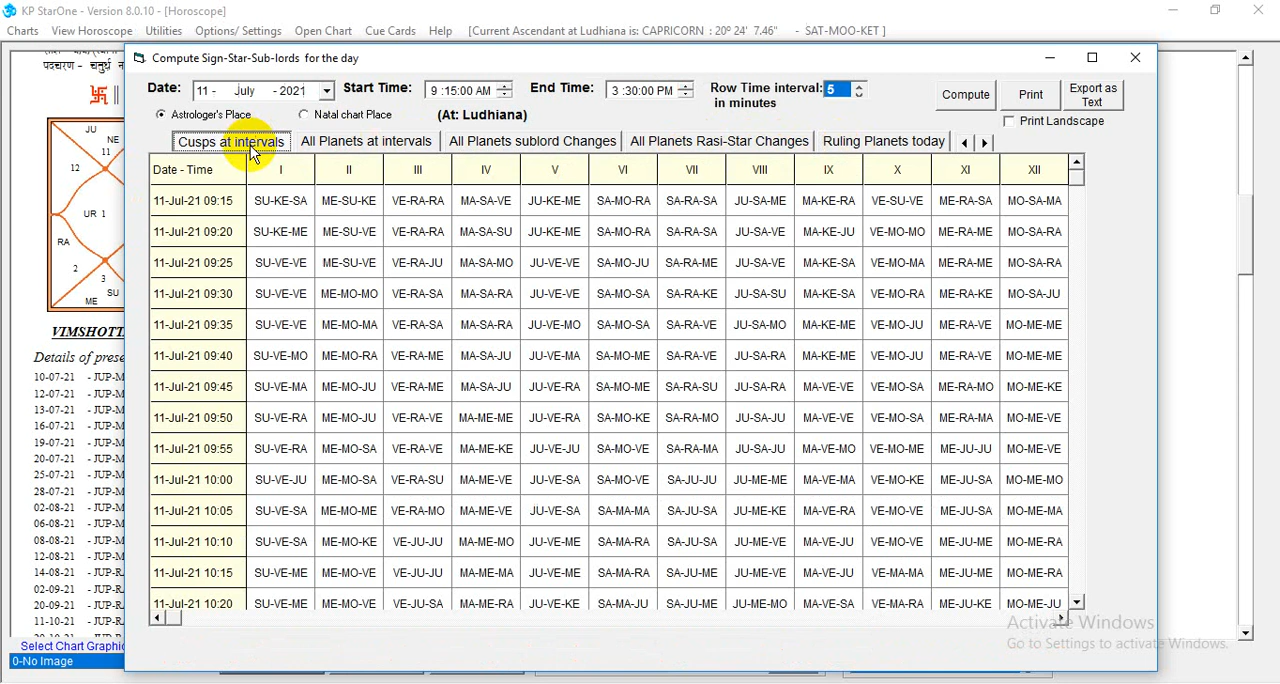 KP StarOne - Version 8.0.10 - [Horoscope]
Charts View Horoscope Utilities Options/ Settings Open Chart Cue Cards Help [Current Ascendant at Ludhiana is: CAPRICORN : 20º 24' 7.46" - SAT-MOO-KET ]
पदचरण - चतुर्थ
Compute Sign-Star-Sub-lords for the day
Date: 11 - July - 2021 Start Time: 9 :15:00 AM End Time: 3 :30:00 PM Row Time interval: 5
in minutes
Compute Print Export as Text
Astrologer's Place Natal chart Place (At: Ludhiana) Print Landscape
Cusps at intervals All Planets at intervals All Planets sublord Changes All Planets Rasi-Star Changes Ruling Planets today
Date - Time I II III IV V VI VII VIII IX X XI XII
11-Jul-21 09:15 SU-KE-SA ME-SU-KE VE-RA-RA MA-SA-VE JU-KE-ME SA-MO-RA SA-RA-SA JU-SA-ME MA-KE-RA VE-SU-VE ME-RA-SA MO-SA-MA
11-Jul-21 09:20 SU-KE-ME ME-SU-VE VE-RA-RA MA-SA-SU JU-KE-ME SA-MO-RA SA-RA-SA JU-SA-VE MA-KE-JU VE-MO-MO ME-RA-ME MO-SA-RA
11-Jul-21 09:25 SU-VE-VE ME-SU-VE VE-RA-JU MA-SA-MO JU-VE-VE SA-MO-JU SA-RA-ME JU-SA-VE MA-KE-SA VE-MO-MA ME-RA-ME MO-SA-RA
11-Jul-21 09:30 SU-VE-VE ME-MO-MO VE-RA-SA MA-SA-RA JU-VE-VE SA-MO-SA SA-RA-KE JU-SA-SU MA-KE-SA VE-MO-RA ME-RA-KE MO-SA-JU
11-Jul-21 09:35 SU-VE-VE ME-MO-MA VE-RA-SA MA-SA-RA JU-VE-MO SA-MO-SA SA-RA-VE JU-SA-MO MA-KE-ME VE-MO-JU ME-RA-VE MO-ME-ME
11-Jul-21 09:40 SU-VE-MO ME-MO-RA VE-RA-ME MA-SA-JU JU-VE-MA SA-MO-ME SA-RA-VE JU-SA-RA MA-KE-ME VE-MO-JU ME-RA-VE MO-ME-ME
11-Jul-21 09:45 SU-VE-MA ME-MO-JU VE-RA-ME MA-SA-JU JU-VE-RA SA-MO-ME SA-RA-SU JU-SA-RA MA-VE-VE VE-MO-SA ME-RA-MO MO-ME-KE
11-Jul-21 09:50 SU-VE-RA ME-MO-JU VE-RA-VE MA-ME-ME JU-VE-RA SA-MO-KE SA-RA-MO JU-SA-JU MA-VE-VE VE-MO-SA ME-RA-MA MO-ME-VE
11-Jul-21 09:55 SU-VE-RA ME-MO-SA VE-RA-VE MA-ME-KE JU-VE-JU SA-MO-VE SA-RA-MA JU-SA-JU MA-VE-MO VE-MO-ME ME-JU-JU MO-ME-VE
11-Jul-21 10:00 SU-VE-JU ME-MO-SA VE-RA-SU MA-ME-VE JU-VE-SA SA-MO-VE SA-JU-JU JU-ME-ME MA-VE-MA VE-MO-KE ME-JU-SA MO-ME-MO
11-Jul-21 10:05 SU-VE-SA ME-MO-ME VE-RA-MO MA-ME-VE JU-VE-SA SA-MA-MA SA-JU-SA JU-ME-KE MA-VE-RA VE-MO-VE ME-JU-SA MO-ME-MA
11-Jul-21 10:10 SU-VE-SA ME-MO-KE VE-JU-JU MA-ME-MO JU-VE-ME SA-MA-RA SA-JU-SA JU-ME-VE MA-VE-JU VE-MO-VE ME-JU-ME MO-ME-RA
11-Jul-21 10:15 SU-VE-ME ME-MO-VE VE-JU-JU MA-ME-MA JU-VE-ME SA-MA-RA SA-JU-ME JU-ME-VE MA-VE-JU VE-MA-MA ME-JU-ME MO-ME-RA
11-Jul-21 10:20 SU-VE-ME ME-MO-VE VE-JU-SA MA-ME-RA JU-VE-KE SA-MA-JU SA-JU-ME JU-ME-MO MA-VE-SA VE-MA-RA ME-JU-KE MO-ME-JU
JU
NE
11
12
UR 1
RA
2
3
SU
ME
VIMSHOTT
Details of prese
10-07-21 - JUP-M
12-07-21 - JUP-M
13-07-21 - JUP-M
16-07-21 - JUP-M
19-07-21 - JUP-M
20-07-21 - JUP-M
25-07-21 - JUP-M
28-07-21 - JUP-M
02-08-21 - JUP-M
06-08-21 - JUP-M
08-08-21 - JUP-M
12-08-21 - JUP-M
14-08-21 - JUP-R
02-09-21 - JUP-R
20-09-21 - JUP-R
11-10-21 - JUP-R
Select Chart Graphic
0-No Image
Activate Windows
Go to Settings to activate Windows.